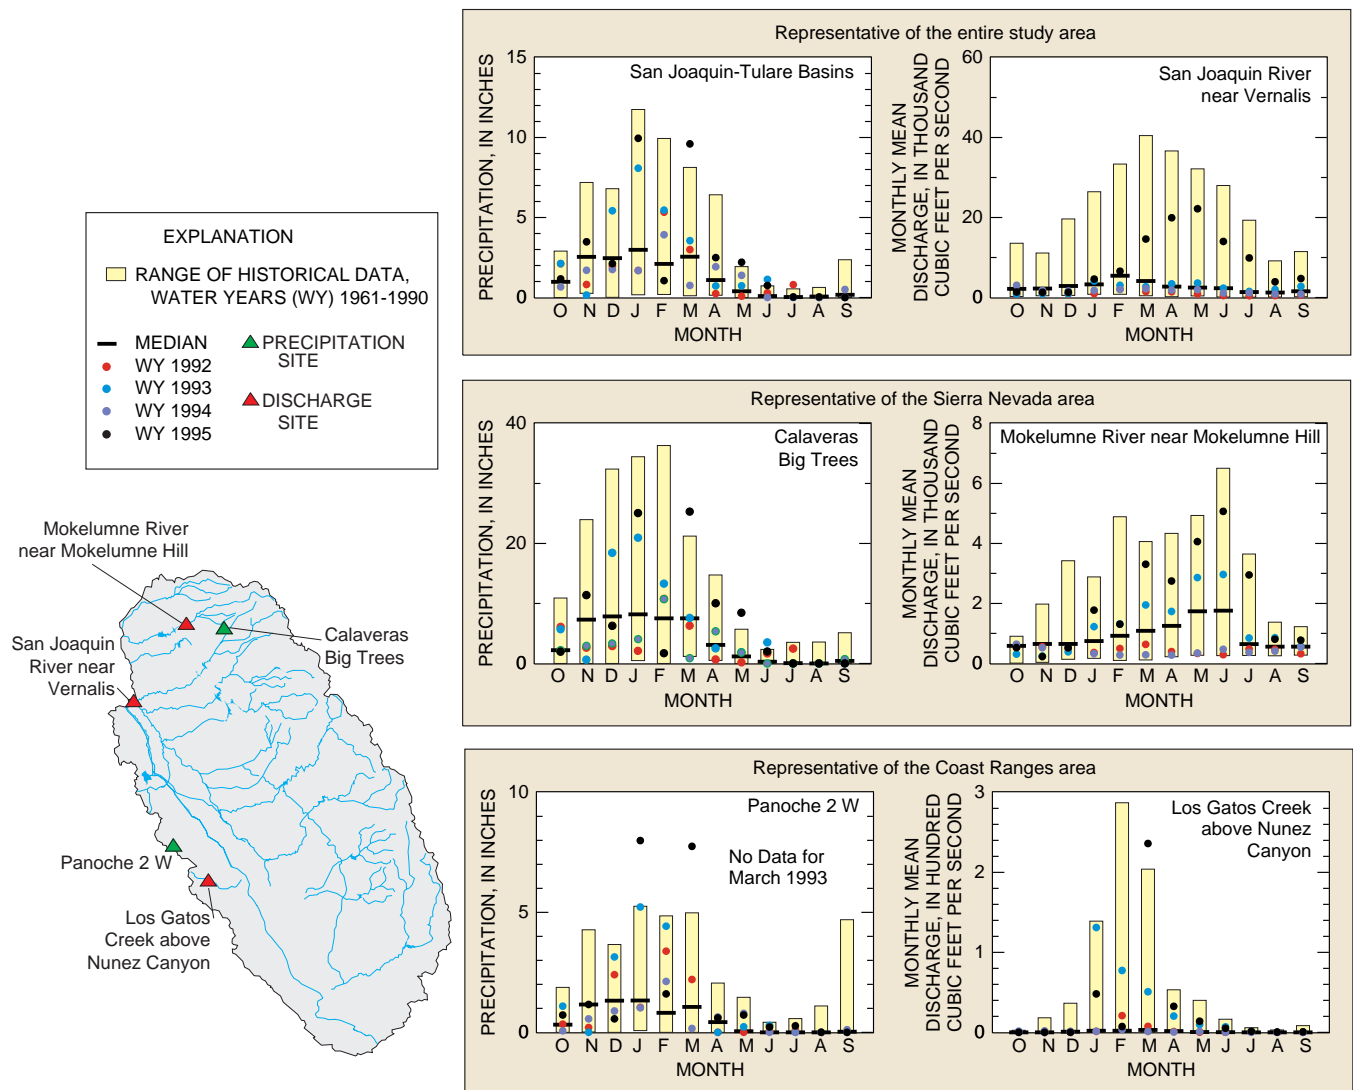 EXPLANATION
RANGE OF HISTORICAL DATA,
WATER YEARS (WY) 1961-1990
MEDIAN
WY 1992
WY 1993
WY 1994
WY 1995
PRECIPITATION
SITE
DISCHARGE
SITE
Mokelumne River
near Mokelumne Hill
San Joaquin
River near
Vernalis
Calaveras
Big Trees
Panoche 2 W
Los Gatos
Creek above
Nunez Canyon
Representative of the entire study area
San Joaquin-Tulare Basins
PRECIPITATION, IN INCHES
15
10
5
0
O N D J F M A M J J A S
MONTH
San Joaquin River
near Vernalis
MONTHLY MEAN
DISCHARGE, IN THOUSAND
CUBIC FEET PER SECOND
60
40
20
0
O N D J F M A M J J A S
MONTH
Representative of the Sierra Nevada area
Calaveras
Big Trees
PRECIPITATION, IN INCHES
40
20
0
O N D J F M A M J J A S
MONTH
Mokelumne River near Mokelumne Hill
MONTHLY MEAN
DISCHARGE, IN THOUSAND
CUBIC FEET PER SECOND
8
6
4
2
0
O N D J F M A M J J A S
MONTH
Representative of the Coast Ranges area
Panoche 2 W
No Data for
March 1993
PRECIPITATION, IN INCHES
10
5
0
O N D J F M A M J J A S
MONTH
Los Gatos Creek
above Nunez
Canyon
MONTHLY MEAN
DISCHARGE, IN HUNDRED
CUBIC FEET PER SECOND
3
2
1
0
O N D J F M A M J J A S
MONTH